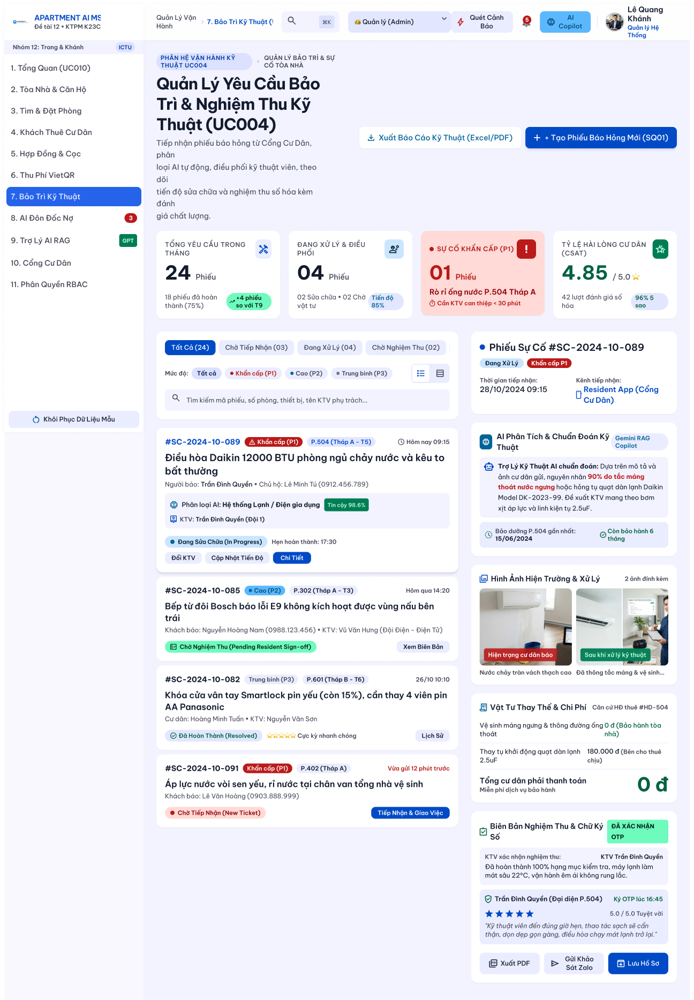 APARTMENT AI MS
Đề tài 12 • KTPM K23C
Nhóm 12: Trang & Khánh
ICTU
1. Tổng Quan (UC010)
2. Tòa Nhà & Căn Hộ
3. Tìm & Đặt Phòng
4. Khách Thuê Cư Dân
5. Hợp Đồng & Cọc
6. Thu Phí VietQR
7. Bảo Trì Kỹ Thuật
8. AI Đôn Đốc Nợ
3
9. Trợ Lý AI RAG
GPT
10. Cổng Cư Dân
11. Phân Quyền RBAC
Khôi Phục Dữ Liệu Mẫu
Quản Lý Vận
Hành
7. Bảo Trì Kỹ Thuật
⌘K
Quản lý (Admin)
Quét Cảnh
Báo
5
AI
Copilot
Lê Quang
Khánh
Quản lý Hệ
Thống
PHÂN HỆ VẬN HÀNH KỸ
THUẬT UC004
•
QUẢN LÝ BẢO TRÌ & SỰ
CỐ TÒA NHÀ
Quản Lý Yêu Cầu Bảo
Trì & Nghiệm Thu Kỹ
Thuật (UC004)
Tiếp nhận phiếu báo hỏng từ Cổng Cư Dân,
phân
loại AI tự động, điều phối kỹ thuật viên, theo
dõi
tiến độ sửa chữa và nghiệm thu số hóa kèm
đánh
giá chất lượng.
Xuất Báo Cáo Kỹ Thuật (Excel/PDF)
+ Tạo Phiếu Báo Hỏng Mới (SQ01)
TỔNG YÊU CẦU TRONG
THÁNG
24 Phiếu
18 phiếu đã hoàn
thành (75%)
+4 phiếu
so với T9
ĐANG XỬ LÝ & ĐIỀU
PHỐI
04 Phiếu
02 Sửa chữa • 02 Chờ
vật tư
Tiến độ
85%
SỰ CỐ KHẨN CẤP (P1)
01 Phiếu
Rò rỉ ống nước P.504 Tháp A
Cần KTV can thiệp < 30 phút
TỶ LỆ HÀI LÒNG CƯ DÂN
(CSAT)
4.85 / 5.0
42 lượt đánh giá số
hóa
96% 5
sao
Tất Cả (24)
Chờ Tiếp Nhận (03)
Đang Xử Lý (04)
Chờ Nghiệm Thu (02)
Mức độ:
Tất cả
Khẩn cấp (P1)
Cao (P2)
Trung bình (P3)
Tìm kiếm mã phiếu, số phòng, thiết bị, tên KTV phụ trách...
#SC-2024-10-089
Khẩn cấp (P1)
P.504 (Tháp A - T5)
Hôm nay 09:15
Điều hòa Daikin 12000 BTU phòng ngủ chảy nước và kêu to
bất thường
Người báo: Trần Đình Quyền • Chủ hộ: Lê Minh Tú (0912.456.789)
Phân loại AI: Hệ thống Lạnh / Điện gia dụng
Tin cậy 98.6%
KTV: Trần Đình Quyền (Đội 1)
Đang Sửa Chữa (In Progress)
Hẹn hoàn thành: 17:30
Đổi KTV
Cập Nhật Tiến Độ
Chi Tiết
#SC-2024-10-085
Cao (P2)
P.302 (Tháp A - T3)
Hôm qua 14:20
Bếp từ đôi Bosch báo lỗi E9 không kích hoạt được vùng nấu bên
trái
Khách báo: Nguyễn Hoàng Nam (0988.123.456) • KTV: Vũ Văn Hưng (Đội Điện - Điện Tử)
Chờ Nghiệm Thu (Pending Resident Sign-off)
Xem Biên Bản
#SC-2024-10-082
Trung bình (P3)
P.601 (Tháp B - T6)
26/10 10:10
Khóa cửa vân tay Smartlock pin yếu (còn 15%), cần thay 4 viên pin
AA Panasonic
Cư dân: Hoàng Minh Tuấn • KTV: Nguyễn Văn Sơn
Đã Hoàn Thành (Resolved)
Cực kỳ nhanh chóng
Lịch Sử
#SC-2024-10-091
Khẩn cấp (P1)
P.402 (Tháp A)
Vừa gửi 12 phút trước
Áp lực nước vòi sen yếu, rỉ nước tại chân van tổng nhà vệ sinh
Khách báo: Lê Văn Hoàng (0903.888.999)
Chờ Tiếp Nhận (New Ticket)
Tiếp Nhận & Giao Việc
Phiếu Sự Cố #SC-2024-10-089
Đang Xử Lý
Khẩn cấp P1
Thời gian tiếp nhận:
28/10/2024 09:15
Kênh tiếp nhận:
Resident App (Cổng
Cư Dân)
AI Phân Tích & Chuẩn Đoán Kỹ
Thuật
Gemini RAG
Copilot
Trợ Lý Kỹ Thuật AI chuẩn đoán: Dựa trên mô tả và
ảnh cư dân gửi, nguyên nhân 90% do tắc máng
thoát nước ngưng hoặc hỏng tụ quạt dàn lạnh Daikin
Model DK-2023-99. Đề xuất KTV mang theo bơm
xịt áp lực và linh kiện tụ 2.5uF.
Bảo dưỡng P.504 gần nhất:
15/06/2024
Còn bảo hành 6
tháng
Hình Ảnh Hiện Trường & Xử Lý
2 ảnh đính kèm
Hiện trạng cư dân báo
Sau khi xử lý kỹ thuật
Nước chảy tràn vách thạch cao
Đã thông tắc máng & vệ sinh...
Vật Tư Thay Thế & Chi Phí
Căn cứ HĐ thuê #HD-504
Vệ sinh máng ngưng & thông đường ống
thoát
0 đ (Bảo hành tòa
nhà)
Thay tụ khởi động quạt dàn lạnh
2.5uF
180.000 đ (Bên cho thuê
chịu)
Tổng cư dân phải thanh toán
Miễn phí dịch vụ bảo hành
0 đ
Biên Bản Nghiệm Thu & Chữ Ký
Số
ĐÃ XÁC NHẬN
OTP
KTV xác nhận nghiệm thu:
KTV Trần Đình Quyền
Đã hoàn thành 100% hạng mục kiểm tra, máy lạnh làm
mát sâu 22°C, vận hành êm ái không rung lắc.
Trần Đình Quyền (Đại diện P.504)
Ký OTP lúc 16:45
5.0 / 5.0 Tuyệt vời
"Kỹ thuật viên đến đúng giờ hẹn, thao tác sạch sẽ cẩn
thận, dọn dẹp gọn gàng, điều hòa chạy mát lạnh trở lại."
Xuất PDF
Gửi Khảo
Sát Zalo
Lưu Hồ Sơ